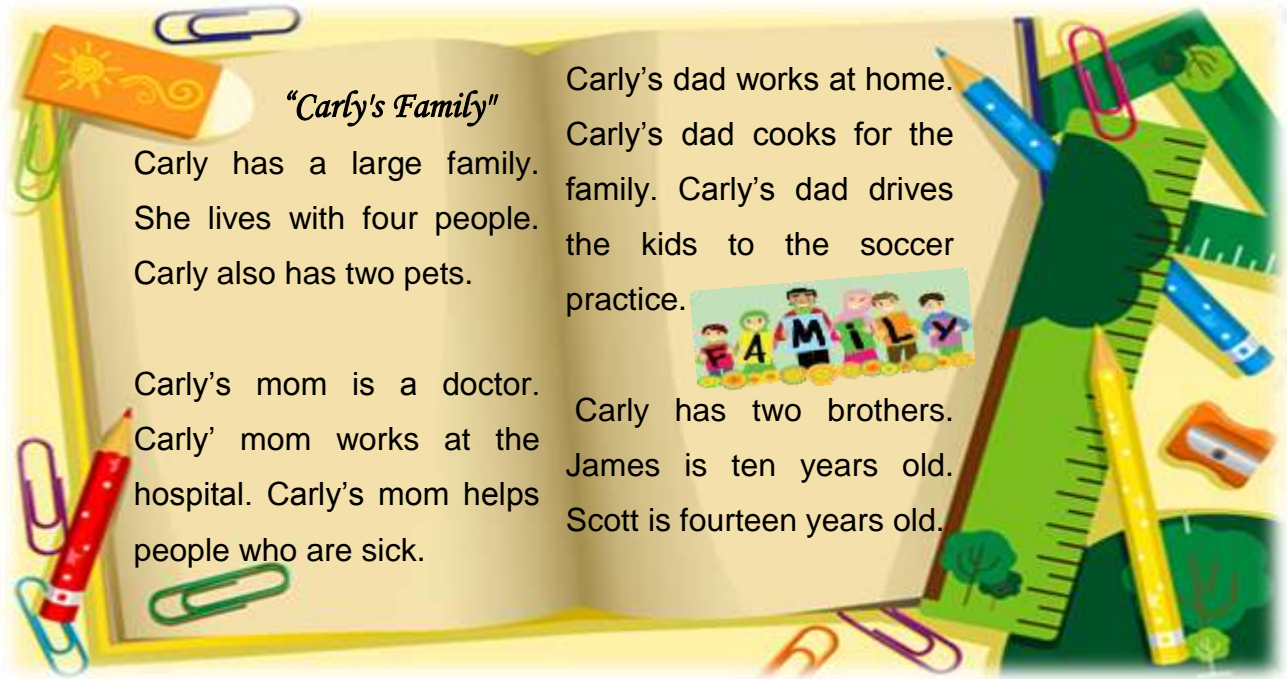 “Carly's Family"
Carly has a large family.
She lives with four people.
Carly also has two pets.
Carly’s mom is a doctor.
Carly’ mom works at the
hospital. Carly’s mom helps
people who are sick.
Carly’s dad works at home.
Carly’s dad cooks for the
family. Carly’s dad drives
the kids to the soccer
practice.
FAMiLY
Carly has two brothers.
James is ten years old.
Scott is fourteen years old.